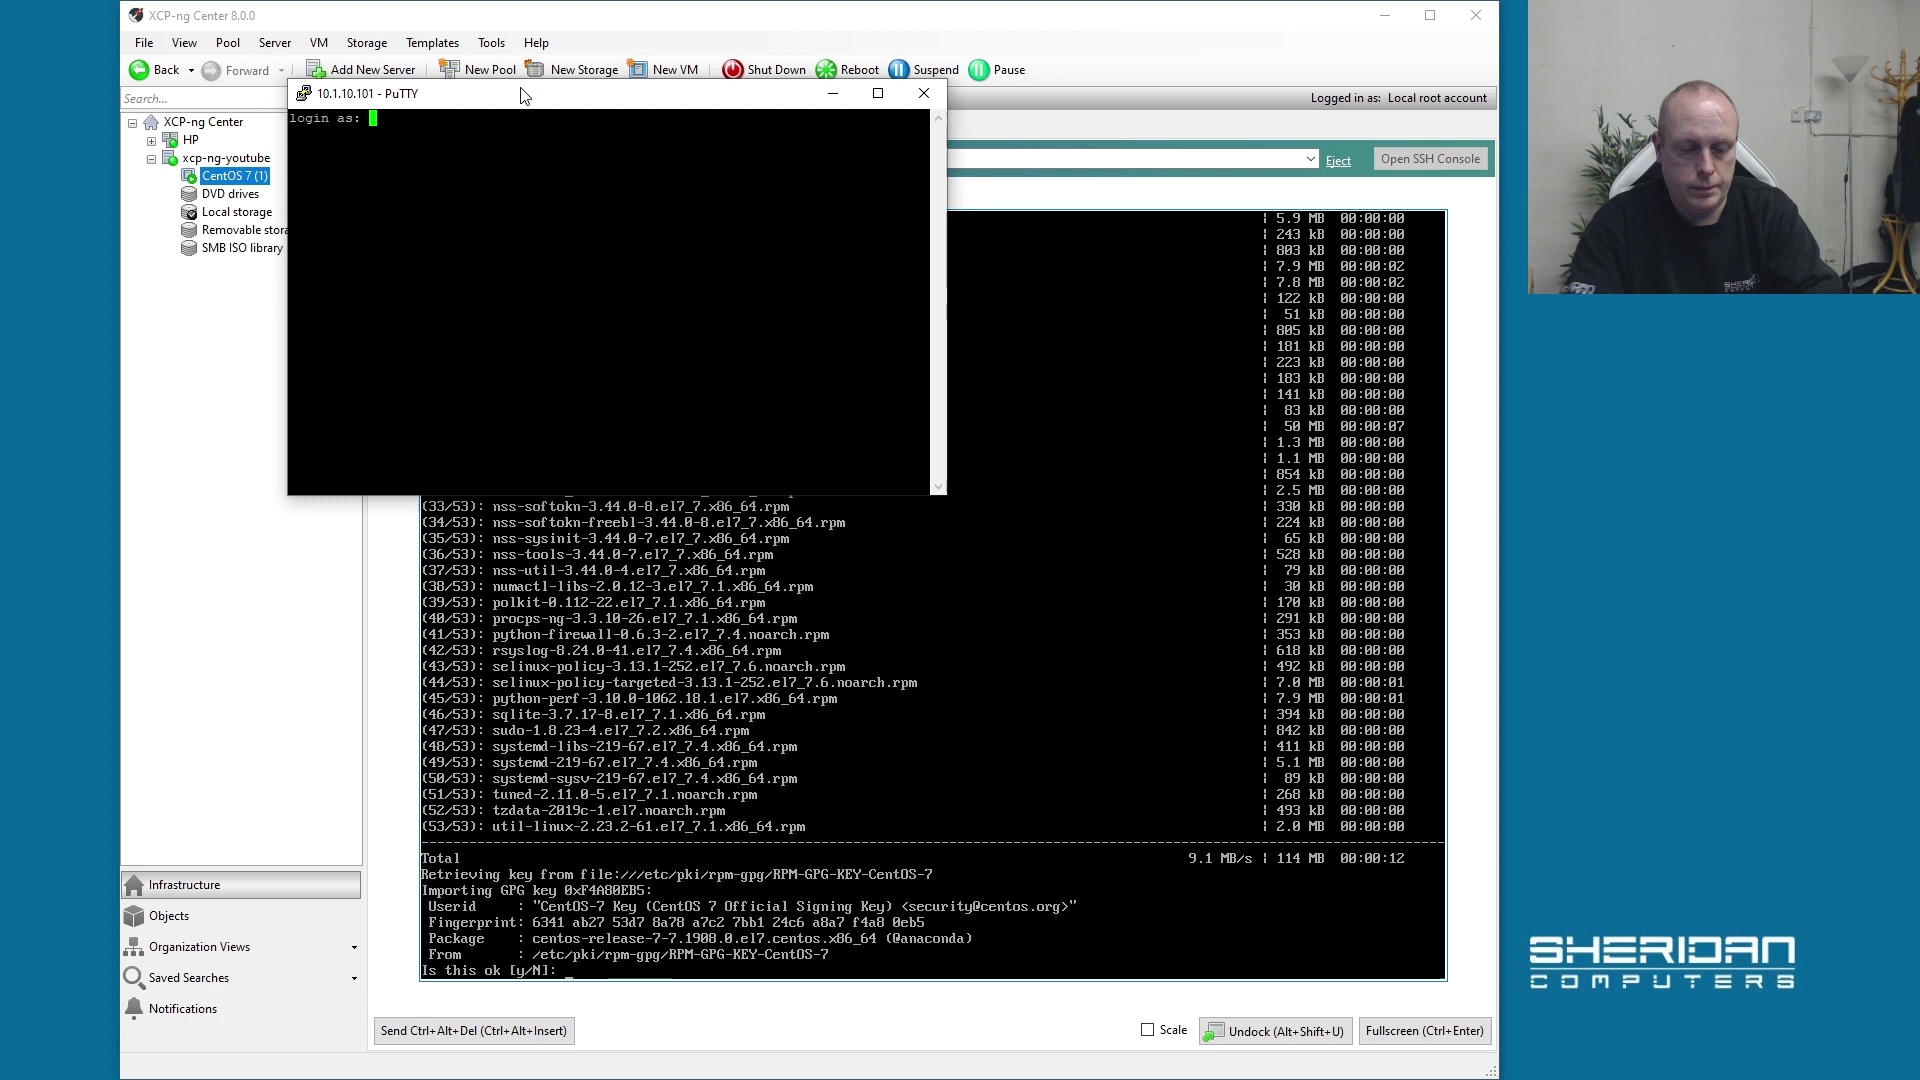 XCP-ng Center 8.0.0
File View Pool Server VM Storage Templates Tools Help
Back Forward Add New Server New Pool New Storage New VM Shut Down Reboot Suspend Pause
Search...
Logged in as: Local root account
10.1.10.101 - PuTTY
login as:
XCP-ng Center
HP
xcp-ng-youtube
CentOS 7 (1)
DVD drives
Local storage
Removable stora
SMB ISO library
Eject
Open SSH Console
| 5.9 MB 00:00:00
| 243 kB 00:00:00
| 803 kB 00:00:00
| 7.9 MB 00:00:02
| 7.8 MB 00:00:02
| 122 kB 00:00:00
| 51 kB 00:00:00
| 805 kB 00:00:00
| 181 kB 00:00:00
| 223 kB 00:00:00
| 183 kB 00:00:00
| 141 kB 00:00:00
| 83 kB 00:00:00
| 50 MB 00:00:07
| 1.3 MB 00:00:00
| 1.1 MB 00:00:00
| 854 kB 00:00:00
| 2.5 MB 00:00:00
(33/53): nss-softokn-3.44.0-8.el7_7.x86_64.rpm | 330 kB 00:00:00
(34/53): nss-softokn-freebl-3.44.0-8.el7_7.x86_64.rpm | 224 kB 00:00:00
(35/53): nss-sysinit-3.44.0-7.el7_7.x86_64.rpm | 65 kB 00:00:00
(36/53): nss-tools-3.44.0-7.el7_7.x86_64.rpm | 528 kB 00:00:00
(37/53): nss-util-3.44.0-4.el7_7.x86_64.rpm | 79 kB 00:00:00
(38/53): numactl-libs-2.0.12-3.el7_7.1.x86_64.rpm | 30 kB 00:00:00
(39/53): polkit-0.112-22.el7_7.1.x86_64.rpm | 170 kB 00:00:00
(40/53): procps-ng-3.3.10-26.el7_7.1.x86_64.rpm | 291 kB 00:00:00
(41/53): python-firewall-0.6.3-2.el7_7.4.noarch.rpm | 353 kB 00:00:00
(42/53): rsyslog-8.24.0-41.el7_7.4.x86_64.rpm | 618 kB 00:00:00
(43/53): selinux-policy-3.13.1-252.el7_7.6.noarch.rpm | 492 kB 00:00:00
(44/53): selinux-policy-targeted-3.13.1-252.el7_7.6.noarch.rpm | 7.0 MB 00:00:01
(45/53): python-perf-3.10.0-1062.18.1.el7.x86_64.rpm | 7.9 MB 00:00:01
(46/53): sqlite-3.7.17-8.el7_7.1.x86_64.rpm | 394 kB 00:00:00
(47/53): sudo-1.8.23-4.el7_7.2.x86_64.rpm | 842 kB 00:00:00
(48/53): systemd-libs-219-67.el7_7.4.x86_64.rpm | 411 kB 00:00:00
(49/53): systemd-219-67.el7_7.4.x86_64.rpm | 5.1 MB 00:00:00
(50/53): systemd-sysv-219-67.el7_7.4.x86_64.rpm | 89 kB 00:00:00
(51/53): tuned-2.11.0-5.el7_7.1.noarch.rpm | 268 kB 00:00:00
(52/53): tzdata-2019c-1.el7.noarch.rpm | 493 kB 00:00:00
(53/53): util-linux-2.23.2-61.el7_7.1.x86_64.rpm | 2.0 MB 00:00:00
Total 9.1 MB/s | 114 MB 00:00:12
Retrieving key from file:///etc/pki/rpm-gpg/RPM-GPG-KEY-CentOS-7
Importing GPG key 0xF4A80EB5:
Userid : "CentOS-7 Key (CentOS 7 Official Signing Key) <security@centos.org>"
Fingerprint: 6341 ab27 53d7 8a78 a7c2 7bb1 24c6 a8a7 f4a8 0eb5
Package : centos-release-7-7.1908.0.el7.centos.x86_64 (@anaconda)
From : /etc/pki/rpm-gpg/RPM-GPG-KEY-CentOS-7
Is this ok [y/N]:
Infrastructure
Objects
Organization Views
Saved Searches
Notifications
Send Ctrl+Alt+Del (Ctrl+Alt+Insert)
Scale
Undock (Alt+Shift+U)
Fullscreen (Ctrl+Enter)
SHERIDAN
COMPUTERS